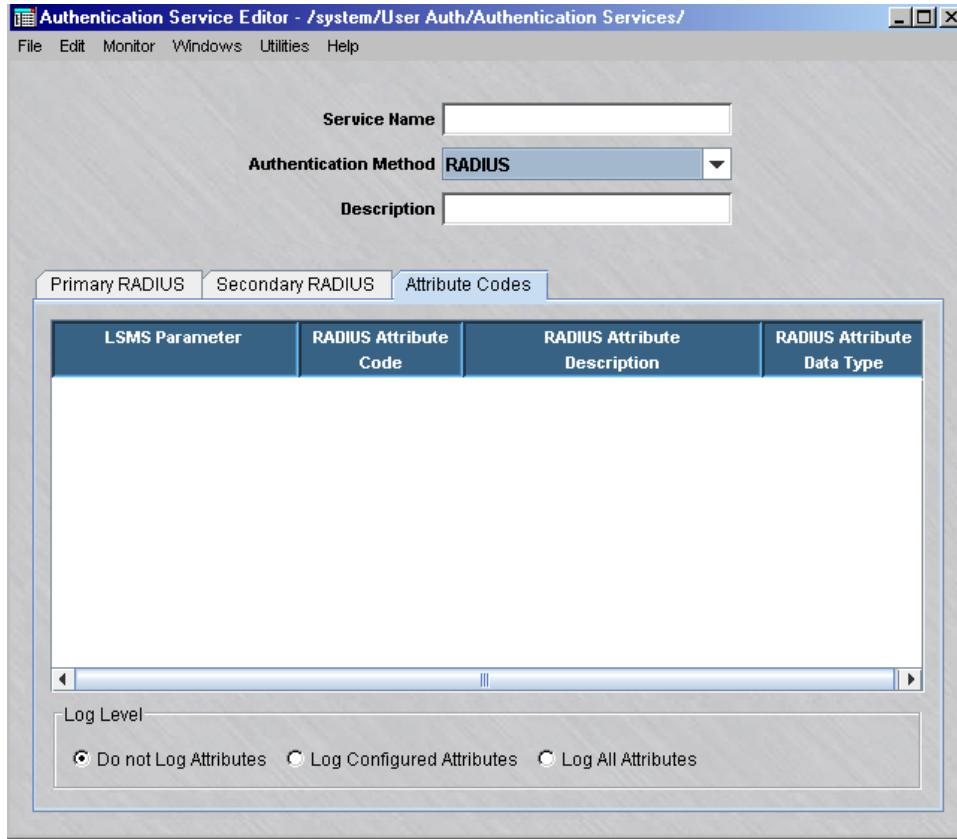 Authentication Service Editor - /system/User Auth/Authentication Services/
File Edit Monitor Windows Utilities Help
Service Name
Authentication Method RADIUS
Description
Primary RADIUS Secondary RADIUS Attribute Codes
LSMS Parameter RADIUS Attribute Code RADIUS Attribute Description RADIUS Attribute Data Type
Log Level
Do not Log Attributes Log Configured Attributes Log All Attributes